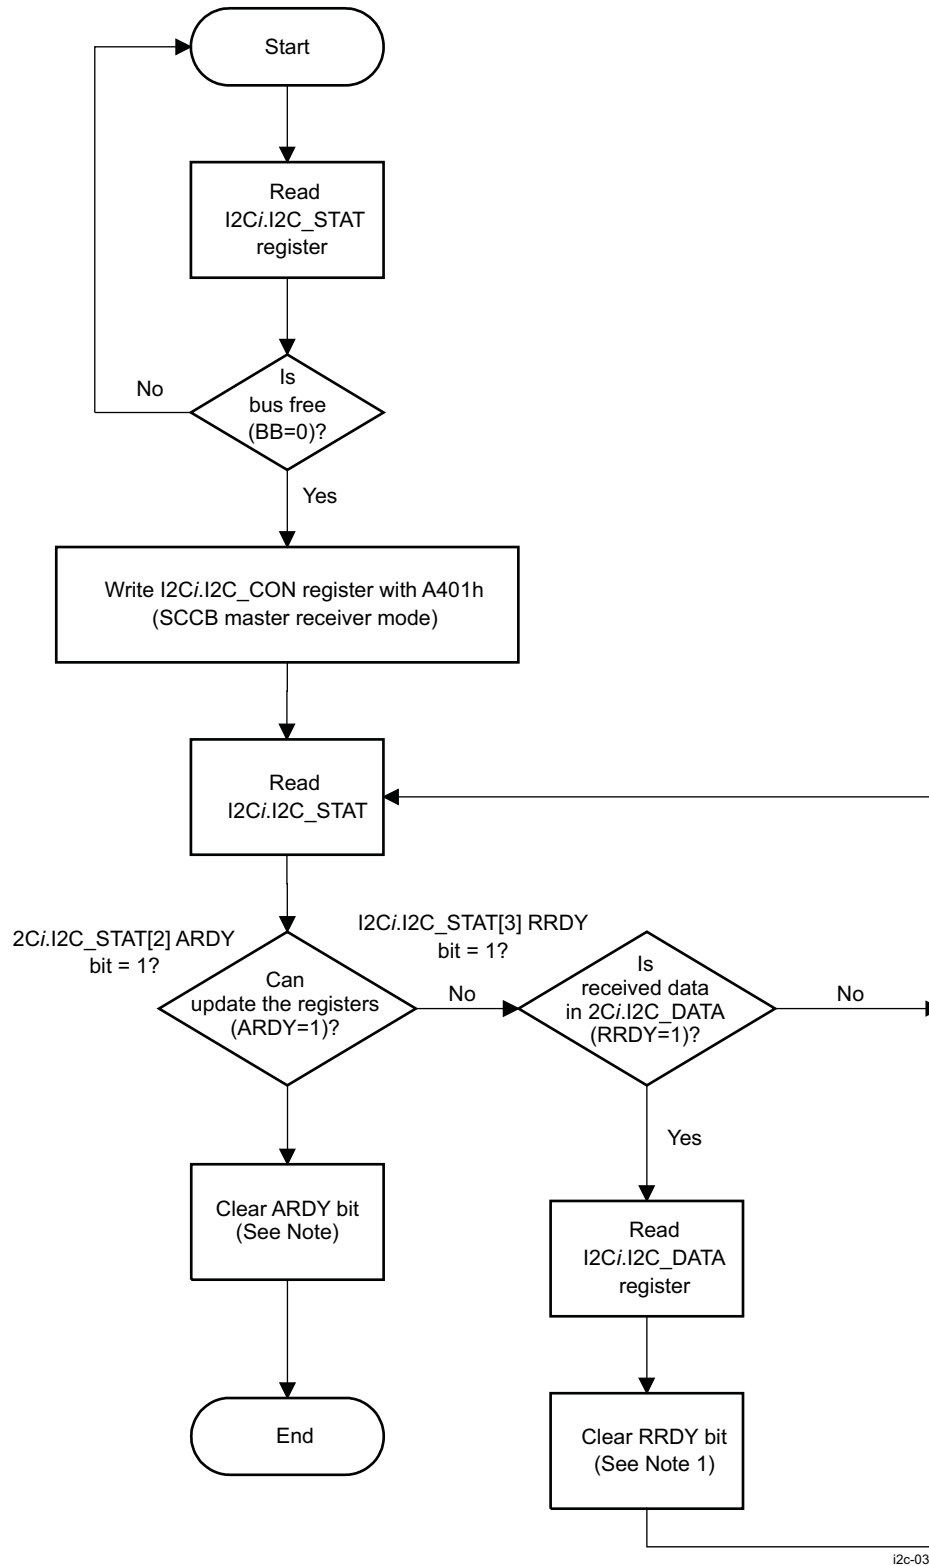 Start
Read
I2Ci.I2C_STAT
register
Is
bus free
(BB=0)?
No
Yes
Write I2Ci.I2C_CON register with A401h
(SCCB master receiver mode)
Read
I2Ci.I2C_STAT
2Ci.I2C_STAT[2] ARDY
bit = 1?
Can
update the registers
(ARDY=1)?
No
I2Ci.I2C_STAT[3] RRDY
bit = 1?
Is
received data
in 2Ci.I2C_DATA
(RRDY=1)?
No
Yes
Clear ARDY bit
(See Note)
Read
I2Ci.I2C_DATA
register
End
Clear RRDY bit
(See Note 1)
i2c-03